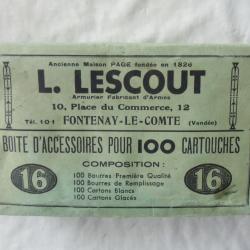 Ancienne Maison PAGE fondée en 1826
L. LESCOUT
Armurier Fabricant d'Armes
10, Place du Commerce, 12
Tél. 101 FONTENAY-LE-COMTE (Vendée)
BOITE D'ACCESSOIRES POUR 100 CARTOUCHES
COMPOSITION :
16 100 Bourres Première Qualité 16
100 Bourres de Remplissage
100 Cartons Blancs
100 Cartons Glacés